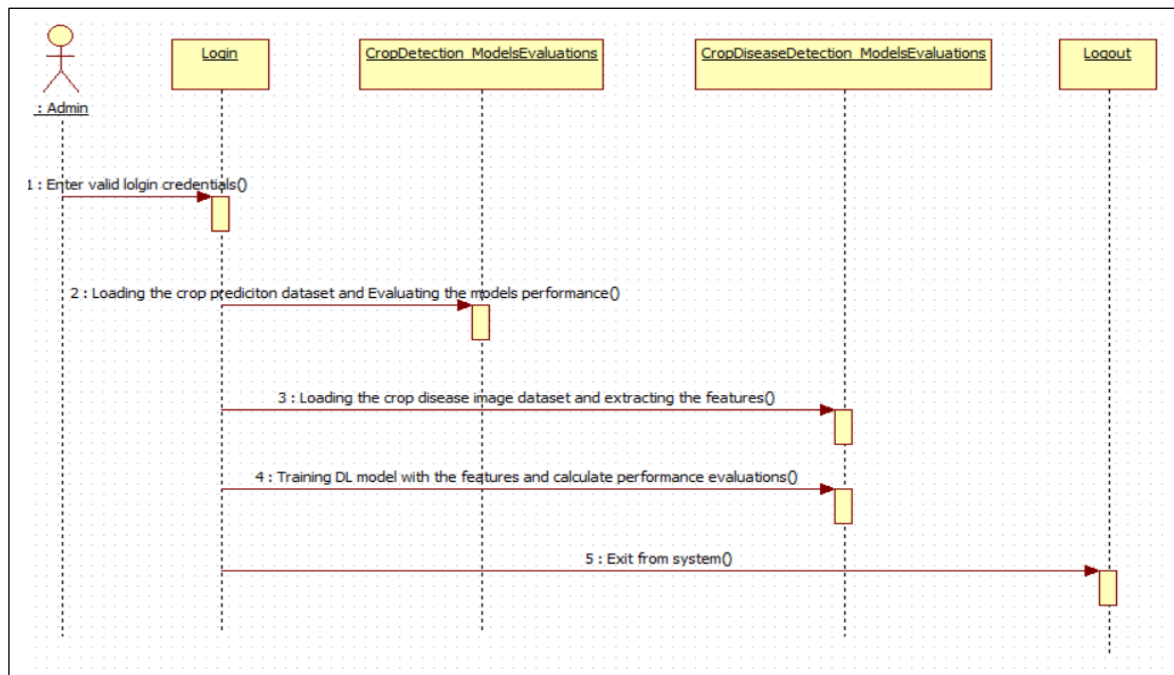 Login
CropDetection_ModelsEvaluations
CropDiseaseDetection_ModelsEvaluations
Logout
: Admin
1 : Enter valid lolgin credentials()
2 : Loading the crop prediciton dataset and Evaluating the models performance()
3 : Loading the crop disease image dataset and extracting the features()
4 : Training DL model with the features and calculate performance evaluations()
5 : Exit from system()